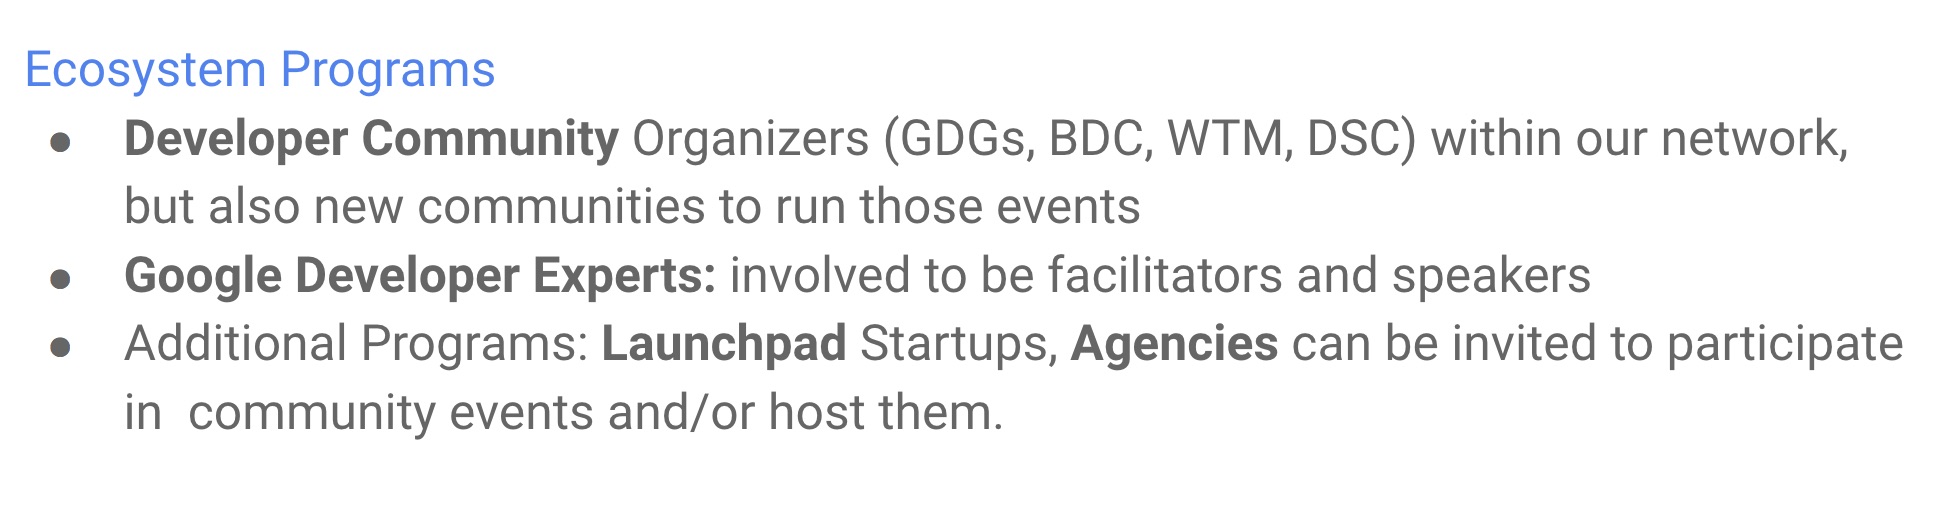 Ecosystem Programs
● Developer Community Organizers (GDGs, BDC, WTM, DSC) within our network,
but also new communities to run those events
● Google Developer Experts: involved to be facilitators and speakers
● Additional Programs: Launchpad Startups, Agencies can be invited to participate
in  community events and/or host them.